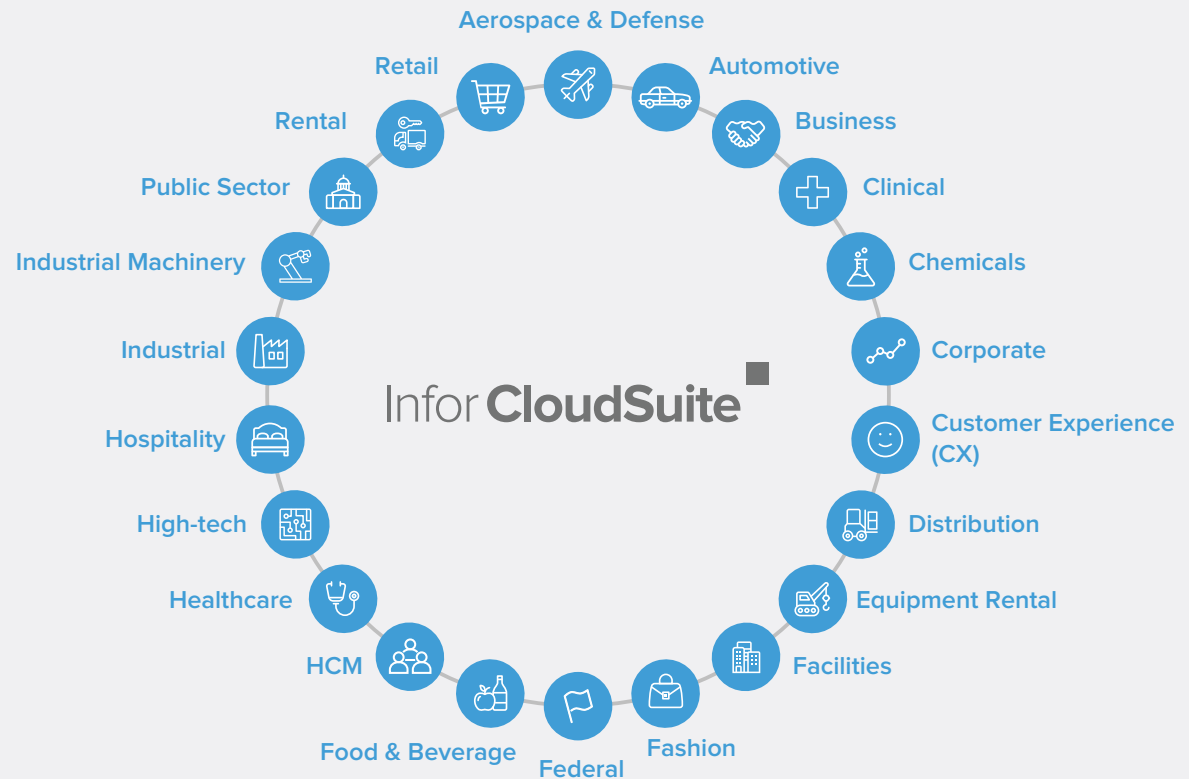 Aerospace & Defense
Automotive
Business
Clinical
Chemicals
Corporate
Customer Experience
(CX)
Distribution
Equipment Rental
Facilities
Fashion
Federal
Food & Beverage
HCM
Healthcare
High-tech
Hospitality
Industrial
Industrial Machinery
Public Sector
Rental
Retail
Infor CloudSuite